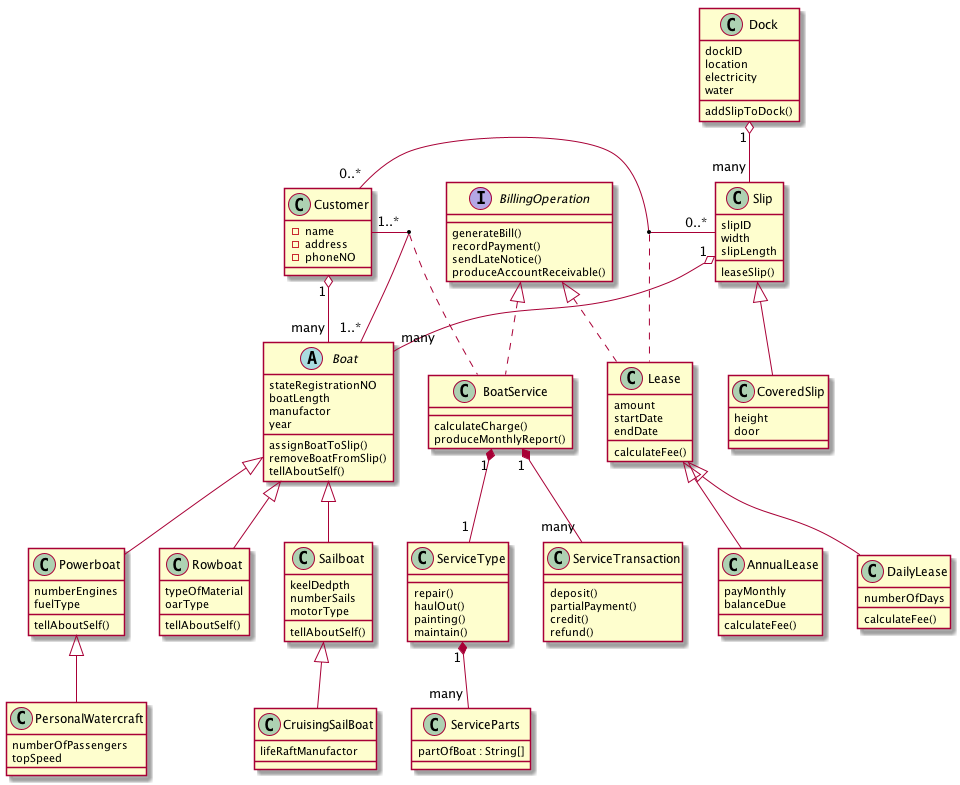 C Dock
dockID
location
electricity
water
addSlipToDock()
1
many
0..*
C Customer
name
address
phoneNO
1..*
1
many
1..*
I BillingOperation
generateBill()
recordPayment()
sendLateNotice()
produceAccountReceivable()
0..*
1
C Slip
slipID
width
slipLength
leaseSlip()
many
A Boat
stateRegistrationNO
boatLength
manufactor
year
assignBoatToSlip()
removeBoatFromSlip()
tellAboutSelf()
C BoatService
calculateCharge()
produceMonthlyReport()
C Lease
amount
startDate
endDate
calculateFee()
C CoveredSlip
height
door
1
1
1
many
C Powerboat
numberEngines
fuelType
tellAboutSelf()
C Rowboat
typeOfMaterial
oarType
tellAboutSelf()
C Sailboat
keelDedpth
numberSails
motorType
tellAboutSelf()
C ServiceType
repair()
haulOut()
painting()
maintain()
C ServiceTransaction
deposit()
partialPayment()
credit()
refund()
C AnnualLease
payMonthly
balanceDue
calculateFee()
C DailyLease
numberOfDays
calculateFee()
1
many
C PersonalWatercraft
numberOfPassengers
topSpeed
C CruisingSailBoat
lifeRaftManufactor
C ServiceParts
partOfBoat : String[]